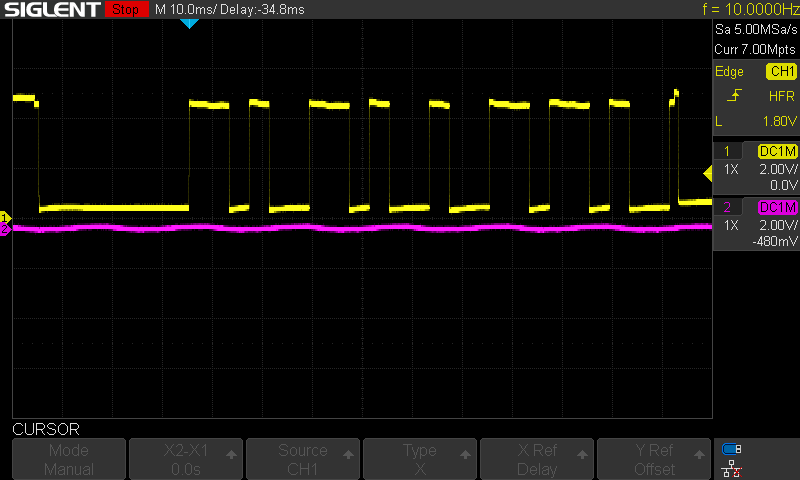 SIGLENT Stop M 10.0ms/ Delay:-34.8ms f = 10.0000Hz
Sa 5.00MSa/s
Curr 7.00Mpts
Edge CH1
HFR
L 1.80V
1 DC1M
1X 2.00V/
0.0V
2 DC1M
1X 2.00V/
-480mV
1
2
CURSOR
Mode X2-X1 Source Type X Ref Y Ref
Manual 0.0s CH1 X Delay Offset